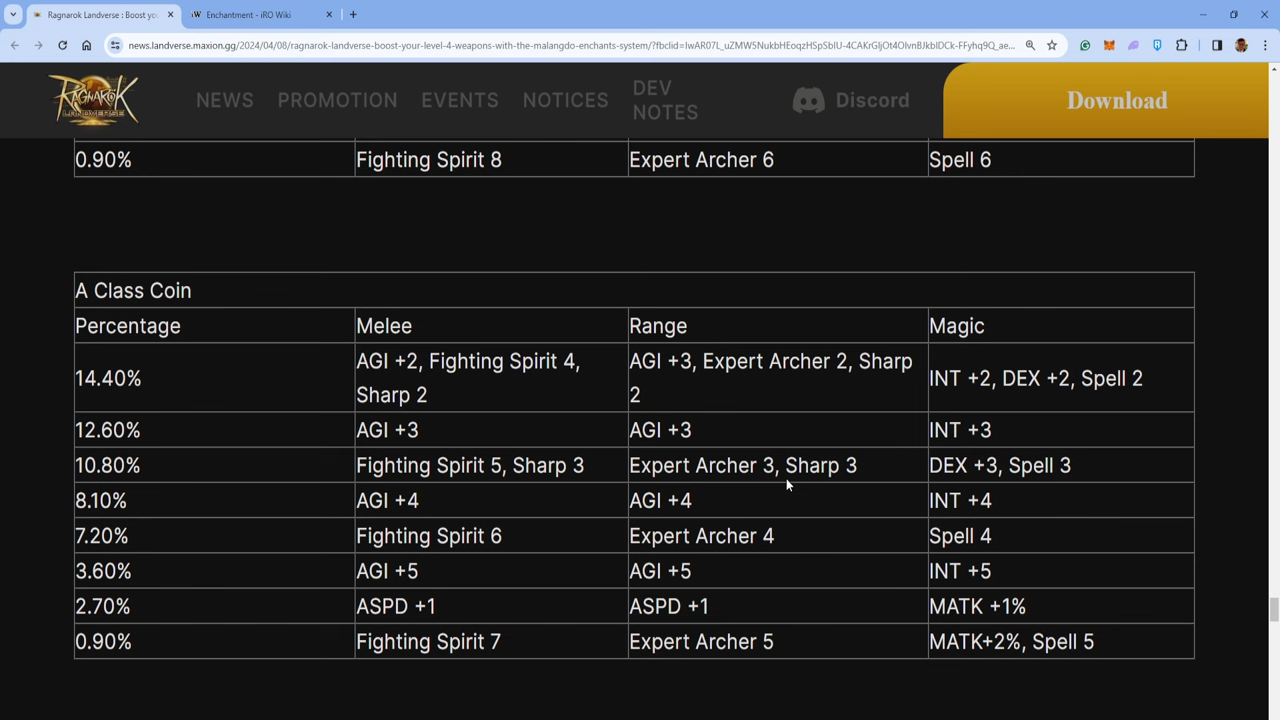 Ragnarok Landverse : Boost yo
Enchantment - iRO Wiki
news.landverse.maxion.gg/2024/04/08/ragnarok-landverse-boost-your-level-4-weapons-with-the-malangdo-enchants-system/?fbclid=
RAGNAROK
LANDVERSE
NEWS
PROMOTION
EVENTS
NOTICES
DEV
NOTES
Discord
Download
0.90% Fighting Spirit 8 Expert Archer 6 Spell 6
A Class Coin
Percentage Melee Range Magic
14.40% AGI +2, Fighting Spirit 4, Sharp 2 AGI +3, Expert Archer 2, Sharp 2 INT +2, DEX +2, Spell 2
12.60% AGI +3 AGI +3 INT +3
10.80% Fighting Spirit 5, Sharp 3 Expert Archer 3, Sharp 3 DEX +3, Spell 3
8.10% AGI +4 AGI +4 INT +4
7.20% Fighting Spirit 6 Expert Archer 4 Spell 4
3.60% AGI +5 AGI +5 INT +5
2.70% ASPD +1 ASPD +1 MATK +1%
0.90% Fighting Spirit 7 Expert Archer 5 MATK+2%, Spell 5